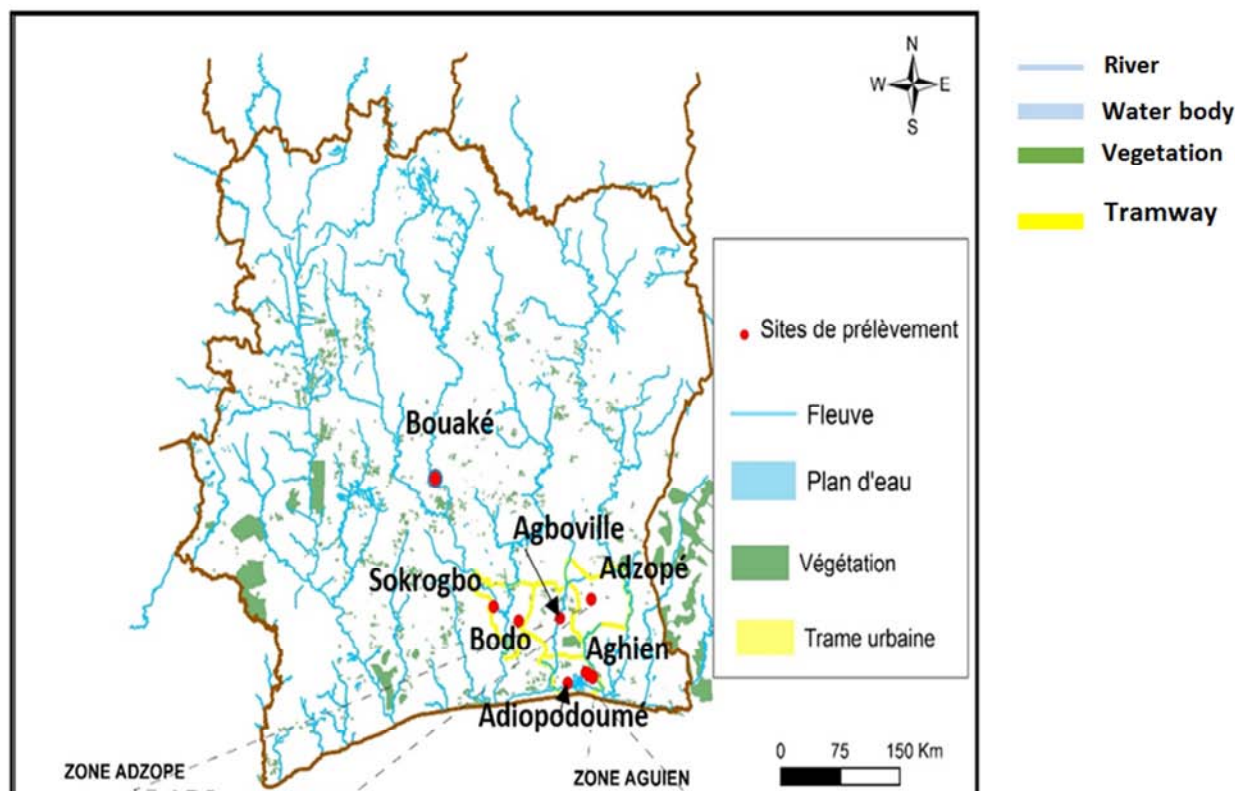 N
W E
S
River
Water body
Vegetation
Tramway
Sites de prélèvement
Fleuve
Plan d'eau
Végétation
Trame urbaine
Bouaké
Agboville
Adzopé
Sokrogbo
Bodo
Aghien
Adiopodoumé
0 75 150 Km
ZONE ADZOPE
ZONE AGUIEN